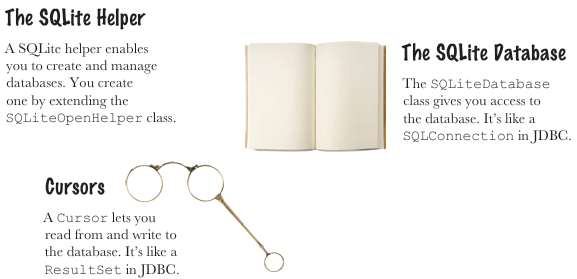 The SQLite Helper
A SQLite helper enables
you to create and manage
databases. You create
one by extending the
SQLiteOpenHelper class.
The SQLite Database
The SQLiteDatabase
class gives you access to
the database. It's like a
SQLConnection in JDBC.
Cursors
A Cursor lets you
read from and write to
the database. It's like a
ResultSet in JDBC.